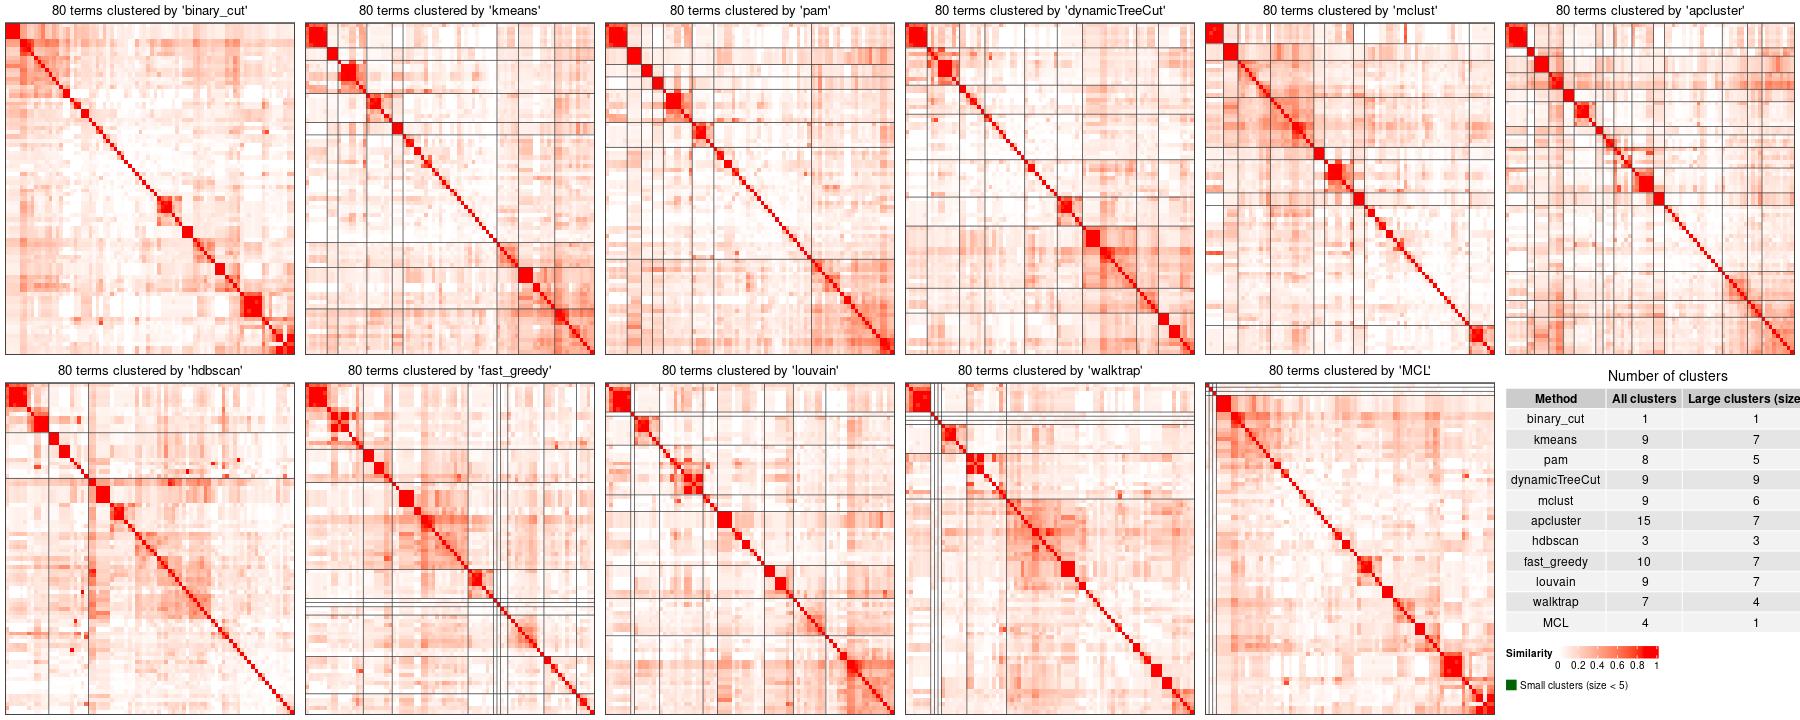 80 terms clustered by 'binary_cut'
80 terms clustered by 'kmeans'
80 terms clustered by 'pam'
80 terms clustered by 'dynamicTreeCut'
80 terms clustered by 'mclust'
80 terms clustered by 'apcluster'
80 terms clustered by 'hdbscan'
80 terms clustered by 'fast_greedy'
80 terms clustered by 'louvain'
80 terms clustered by 'walktrap'
80 terms clustered by 'MCL'
Number of clusters
Method All clusters Large clusters (size
binary_cut 1 1
kmeans 9 7
pam 8 5
dynamicTreeCut 9 9
mclust 9 6
apcluster 15 7
hdbscan 3 3
fast_greedy 10 7
louvain 9 7
walktrap 7 4
MCL 4 1
Similarity
0 0.2 0.4 0.6 0.8 1
Small clusters (size < 5)